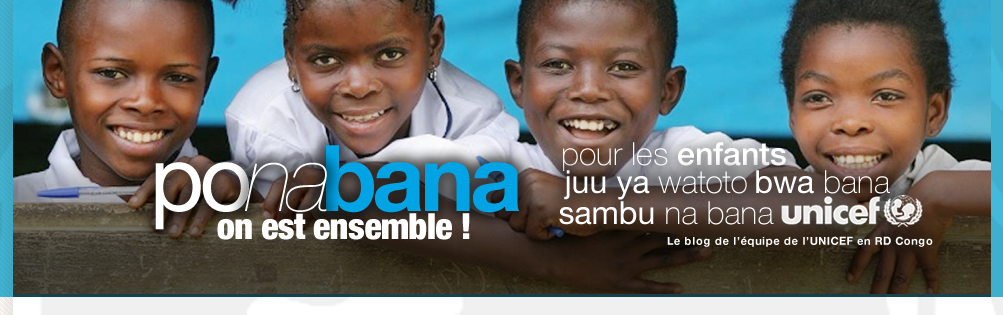 ponabana
on est ensemble !
pour les enfants
juu ya watoto bwa bana
sambu na bana unicef
Le blog de l'équipe de l'UNICEF en RD Congo